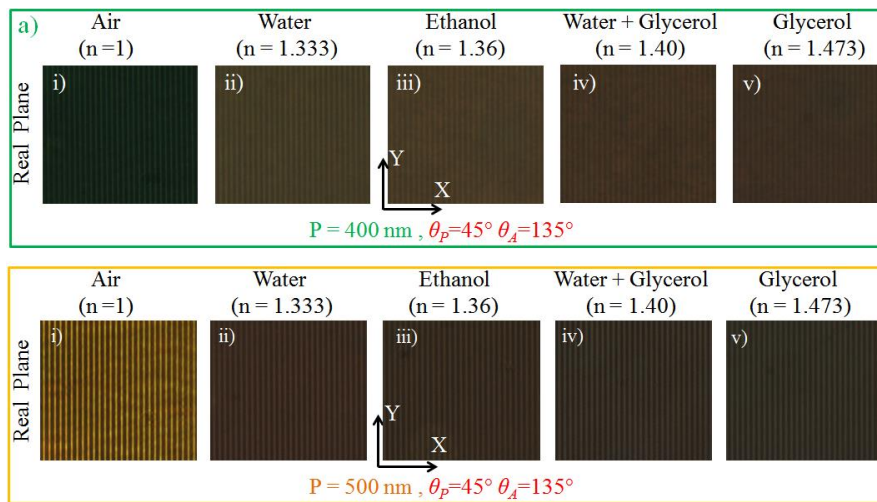 a)
Air Water Ethanol Water + Glycerol Glycerol
(n =1) (n = 1.333) (n = 1.36) (n = 1.40) (n = 1.473)
Real Plane
i) ii) iii) iv) v)
Y
X
P = 400 nm , θP=45° θA=135°
Air Water Ethanol Water + Glycerol Glycerol
(n =1) (n = 1.333) (n = 1.36) (n = 1.40) (n = 1.473)
Real Plane
i) ii) iii) iv) v)
Y
X
P = 500 nm , θP=45° θA=135°